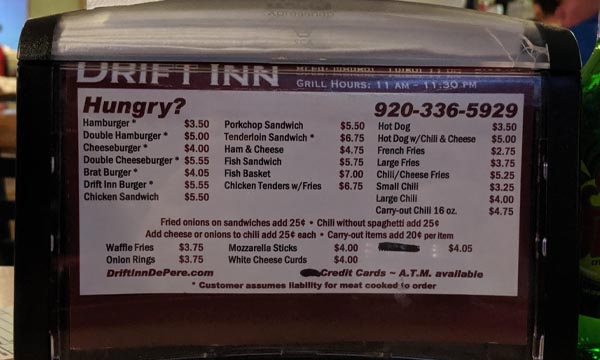 DRIFT INN
GRILL HOURS: 11 AM - 11:30 PM
Hungry?
920-336-5929
Hamburger * $3.50
Double Hamburger * $5.00
Cheeseburger * $4.00
Double Cheeseburger * $5.55
Brat Burger * $4.05
Drift Inn Burger * $5.55
Chicken Sandwich $5.50
Porkchop Sandwich $5.50
Tenderloin Sandwich * $6.75
Ham & Cheese $4.75
Fish Sandwich $5.75
Fish Basket $7.00
Chicken Tenders w/Fries $6.75
Hot Dog $3.50
Hot Dog w/Chili & Cheese $5.00
French Fries $2.75
Large Fries $3.75
Chili/Cheese Fries $5.25
Small Chili $3.25
Large Chili $4.00
Carry-out Chili 16 oz. $4.75
Fried onions on sandwiches add 25¢ • Chili without spaghetti add 25¢
Add cheese or onions to chili add 25¢ each • Carry-out items add 20¢ per item
Waffle Fries $3.75
Onion Rings $3.75
Mozzarella Sticks $4.00
White Cheese Curds $4.00
$4.05
DriftInnDePere.com
Credit Cards ~ A.T.M. available
* Customer assumes liability for meat cooked to order